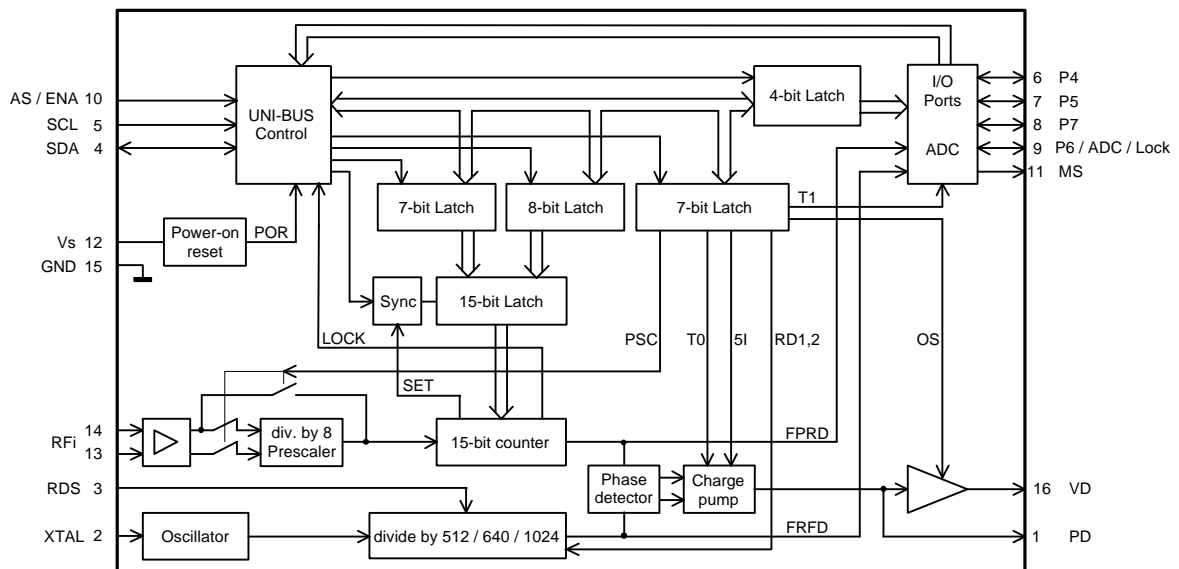 AS / ENA 10
SCL 5
SDA 4
Vs 12
GND 15
RFi
14
13
RDS 3
XTAL 2
UNI-BUS
Control
4-bit Latch
I/O
Ports
ADC
6 P4
7 P5
8 P7
9 P6 / ADC / Lock
11 MS
7-bit Latch
8-bit Latch
7-bit Latch
T1
Power-on
reset
POR
Sync
15-bit Latch
LOCK
PSC
T0
5I
RD1,2
OS
SET
div. by 8
Prescaler
15-bit counter
FPRD
Phase
detector
Charge
pump
16 VD
Oscillator
divide by 512 / 640 / 1024
FRFD
1 PD